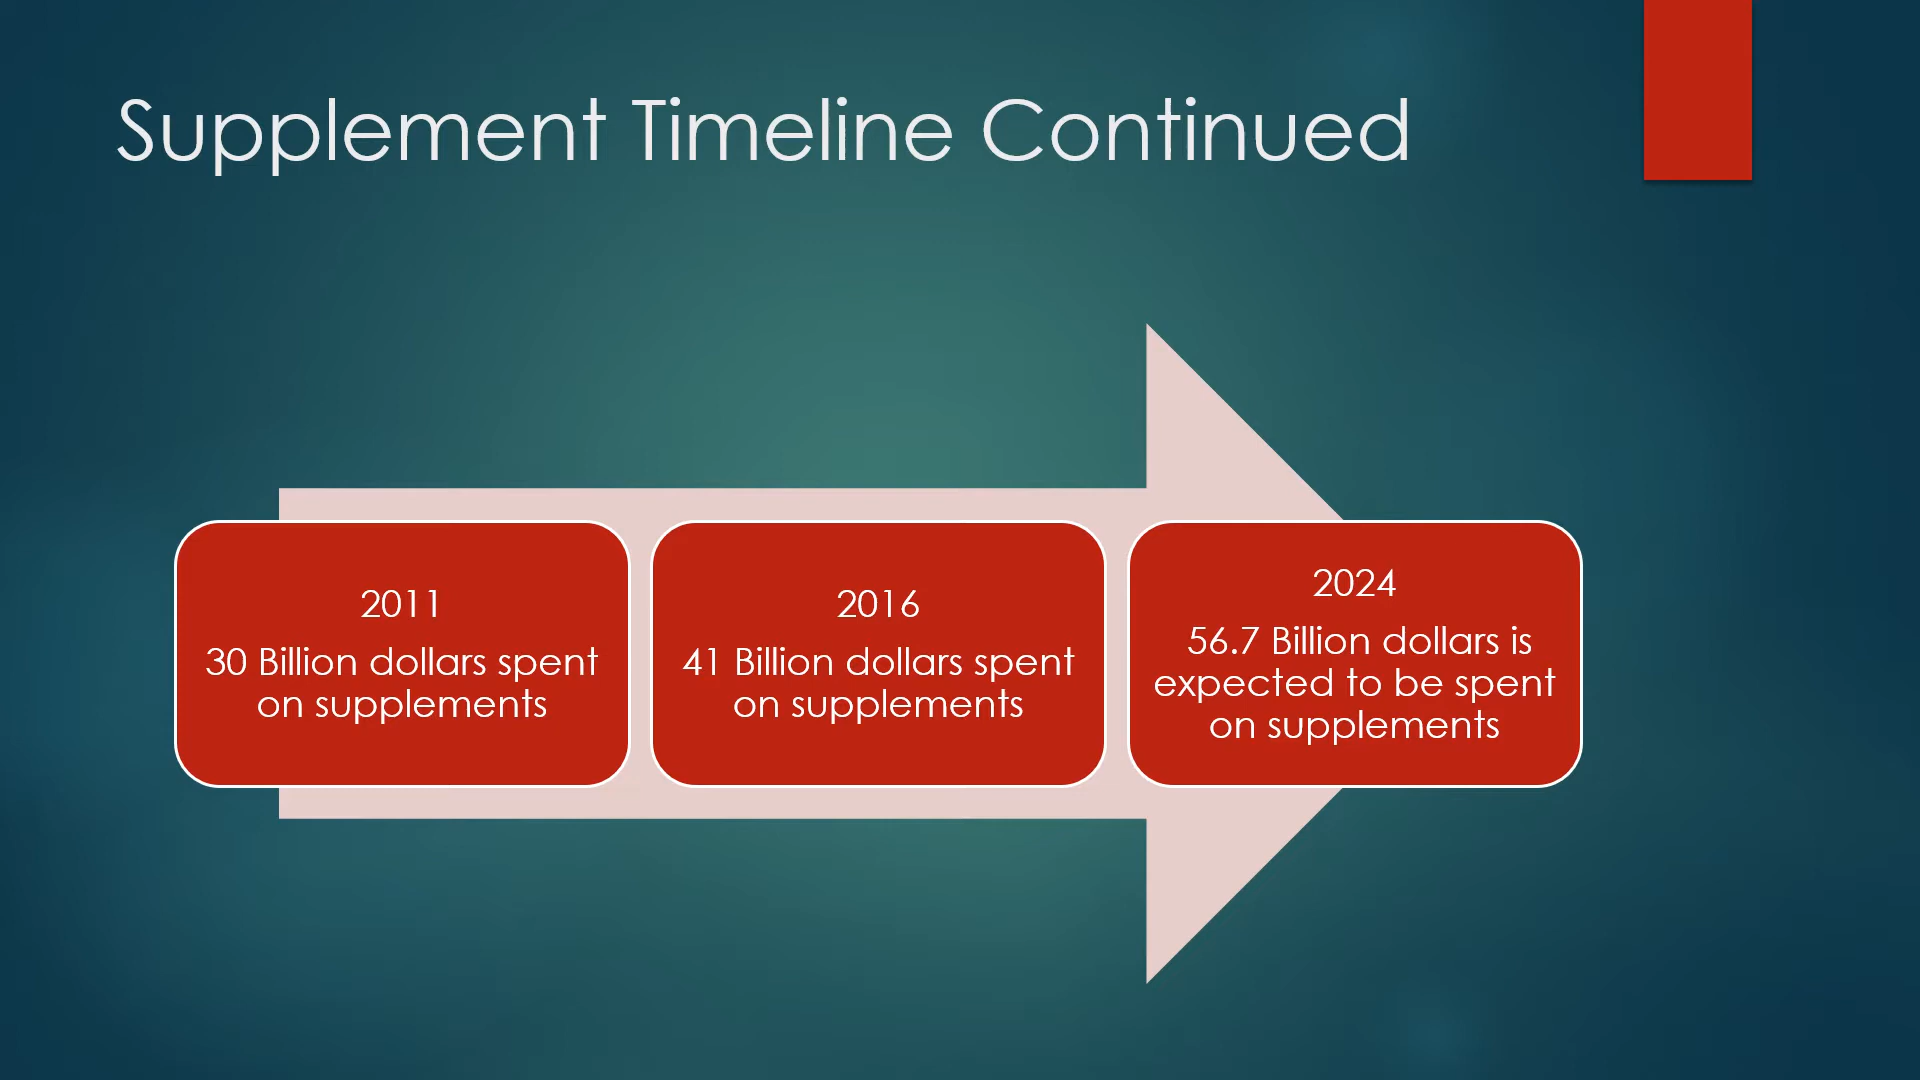 Supplement Timeline Continued
2011
30 Billion dollars spent
on supplements
2016
41 Billion dollars spent
on supplements
2024
56.7 Billion dollars is
expected to be spent
on supplements